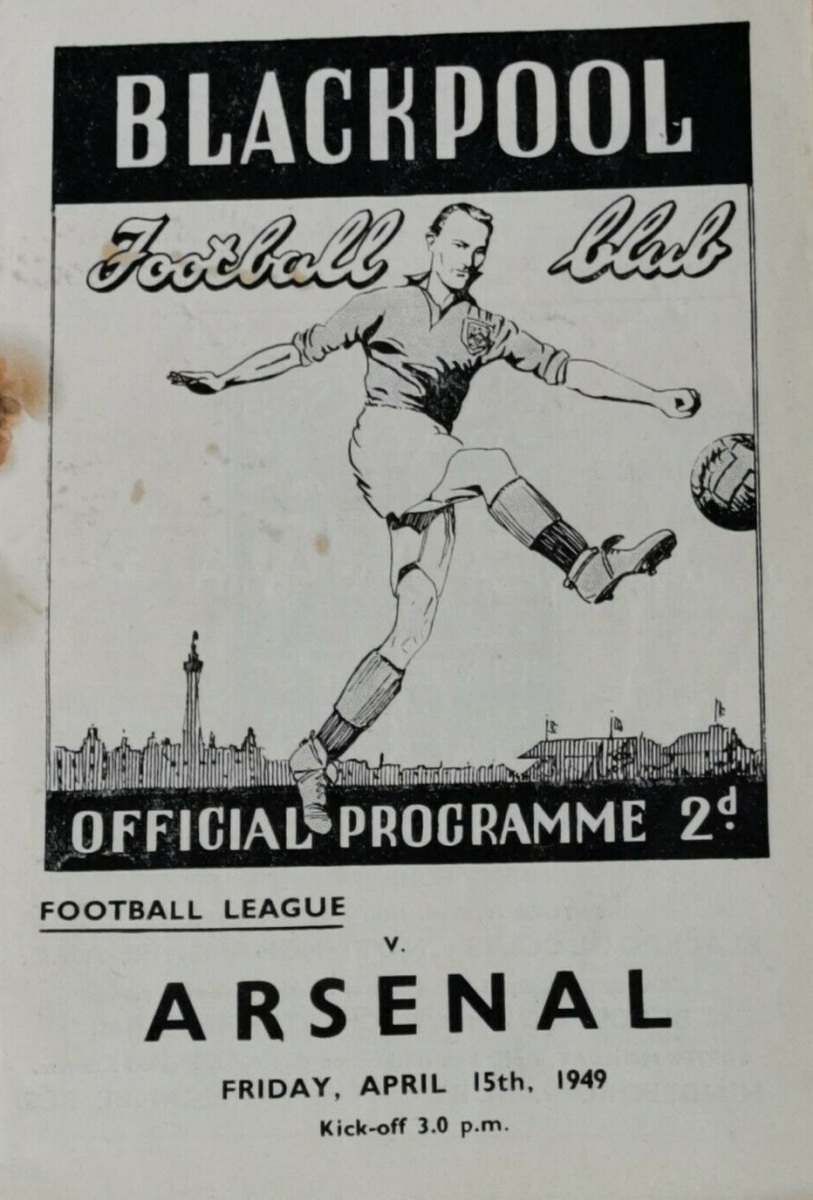 BLACKPOOL
Football Club
OFFICIAL PROGRAMME 2d.
FOOTBALL LEAGUE
v.
ARSENAL
FRIDAY, APRIL 15th, 1949
Kick-off 3.0 p.m.